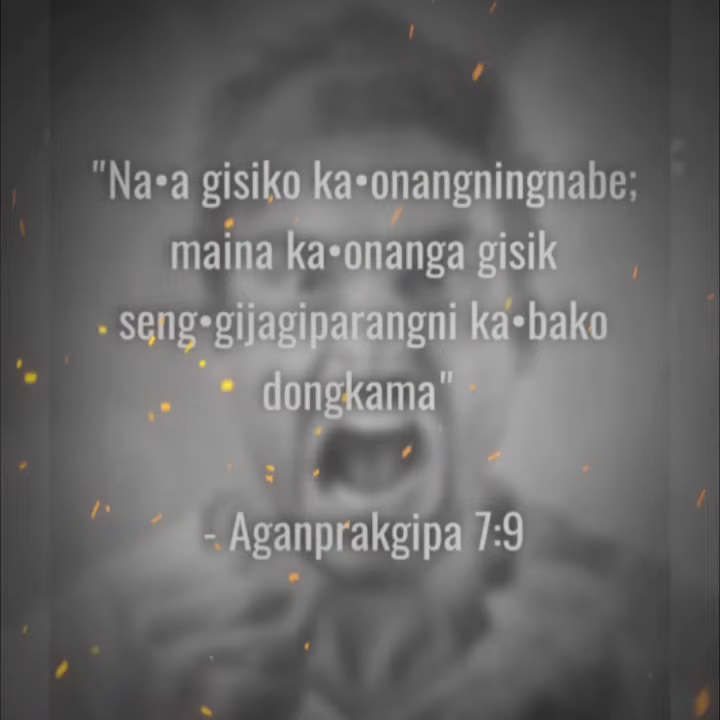 "Na•a gisiko ka•onangningnabe;
maina ka•onanga gisik
seng•gijagiparangni ka•bako
dongkama"
- Aganprakgipa 7:9